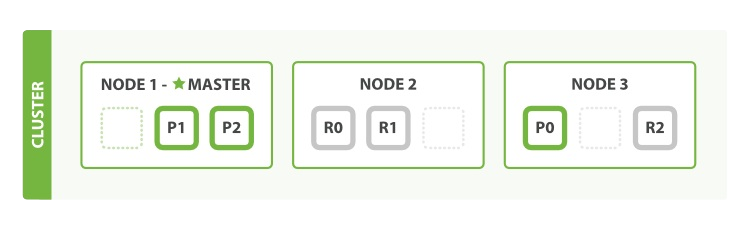 CLUSTER
NODE 1 - ★ MASTER
P1 P2
NODE 2
R0 R1
NODE 3
P0 R2